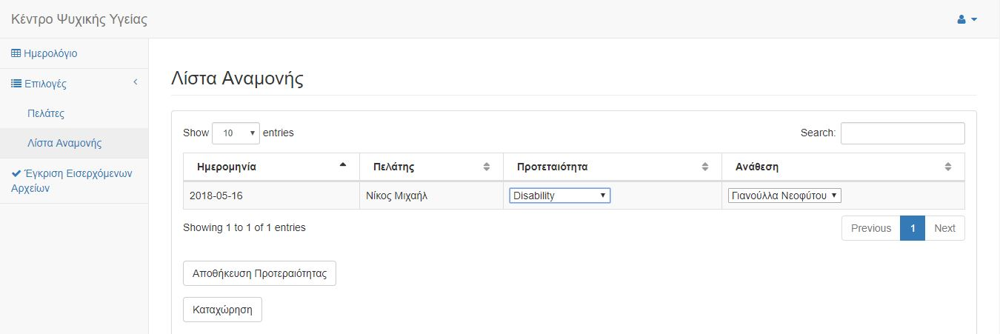 Κέντρο Ψυχικής Υγείας
Ημερολόγιο
Επιλογές
Πελάτες
Λίστα Αναμονής
Έγκριση Εισερχόμενων
Αρχείων
Λίστα Αναμονής
Show 10 entries
Search:
Ημερομηνία Πελάτης Προτεταιότητα Ανάθεση
2018-05-16 Νίκος Μιχαήλ Disability Γιανούλλα Νεοφύτου
Showing 1 to 1 of 1 entries
Previous 1 Next
Αποθήκευση Προτεραιότητας
Καταχώρηση